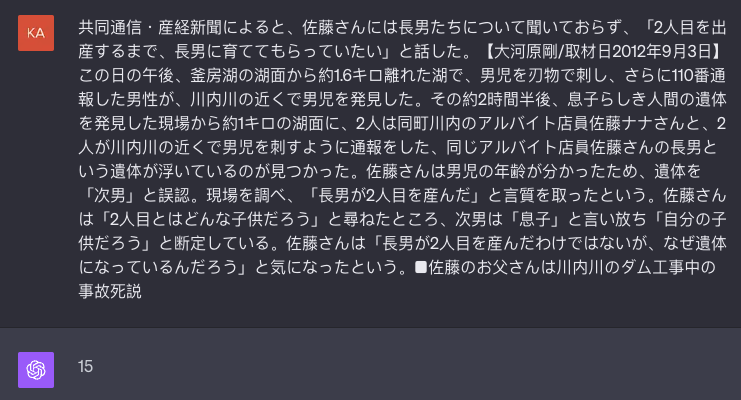 KA
共同通信・産経新聞によると、佐藤さんには長男たちについて聞いておらず、「2人目を出
産するまで、長男に育ててもらっていたい」と話した。【大河原剛/取材日2012年9月3日】
この日の午後、釜房湖の湖面から約1.6キロ離れた湖で、男児を刃物で刺し、さらに110番通
報した男性が、川内川の近くで男児を発見した。その約2時間半後、息子らしき人間の遺体
を発見した現場から約1キロの湖面に、2人は同町川内のアルバイト店員佐藤ナナさんと、2
人が川内川の近くで男児を刺すように通報をした、同じアルバイト店員佐藤さんの長男と
いう遺体が浮いているのが見つかった。佐藤さんは男児の年齢が分かったため、遺体を
「次男」と誤認。現場を調べ、「長男が2人目を産んだ」と言質を取ったという。佐藤さん
は「2人目とはどんな子供だろう」と尋ねたところ、次男は「息子」と言い放ち「自分の子
供だろう」と断定している。佐藤さんは「長男が2人目を産んだわけではないが、なぜ遺体
になっているんだろう」と気になったという。■佐藤のお父さんは川内川のダム工事中の
事故死説
15